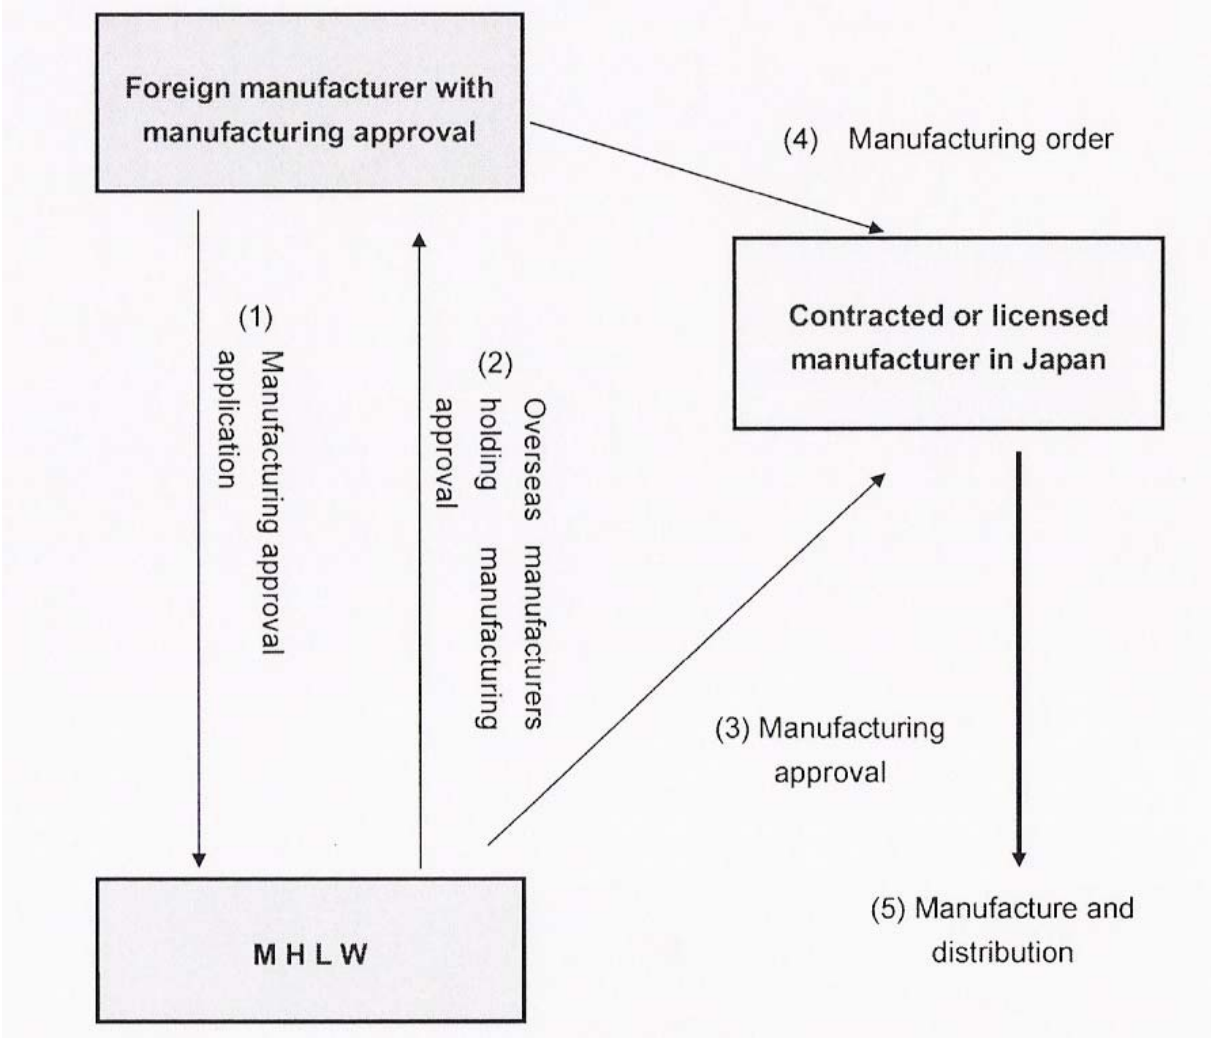 Foreign manufacturer with
manufacturing approval
(4) Manufacturing order
Contracted or licensed
manufacturer in Japan
(1)
Manufacturing approval
application
(2)
Overseas manufacturers
holding manufacturing
approval
(3) Manufacturing
approval
(5) Manufacture and
distribution
M H L W